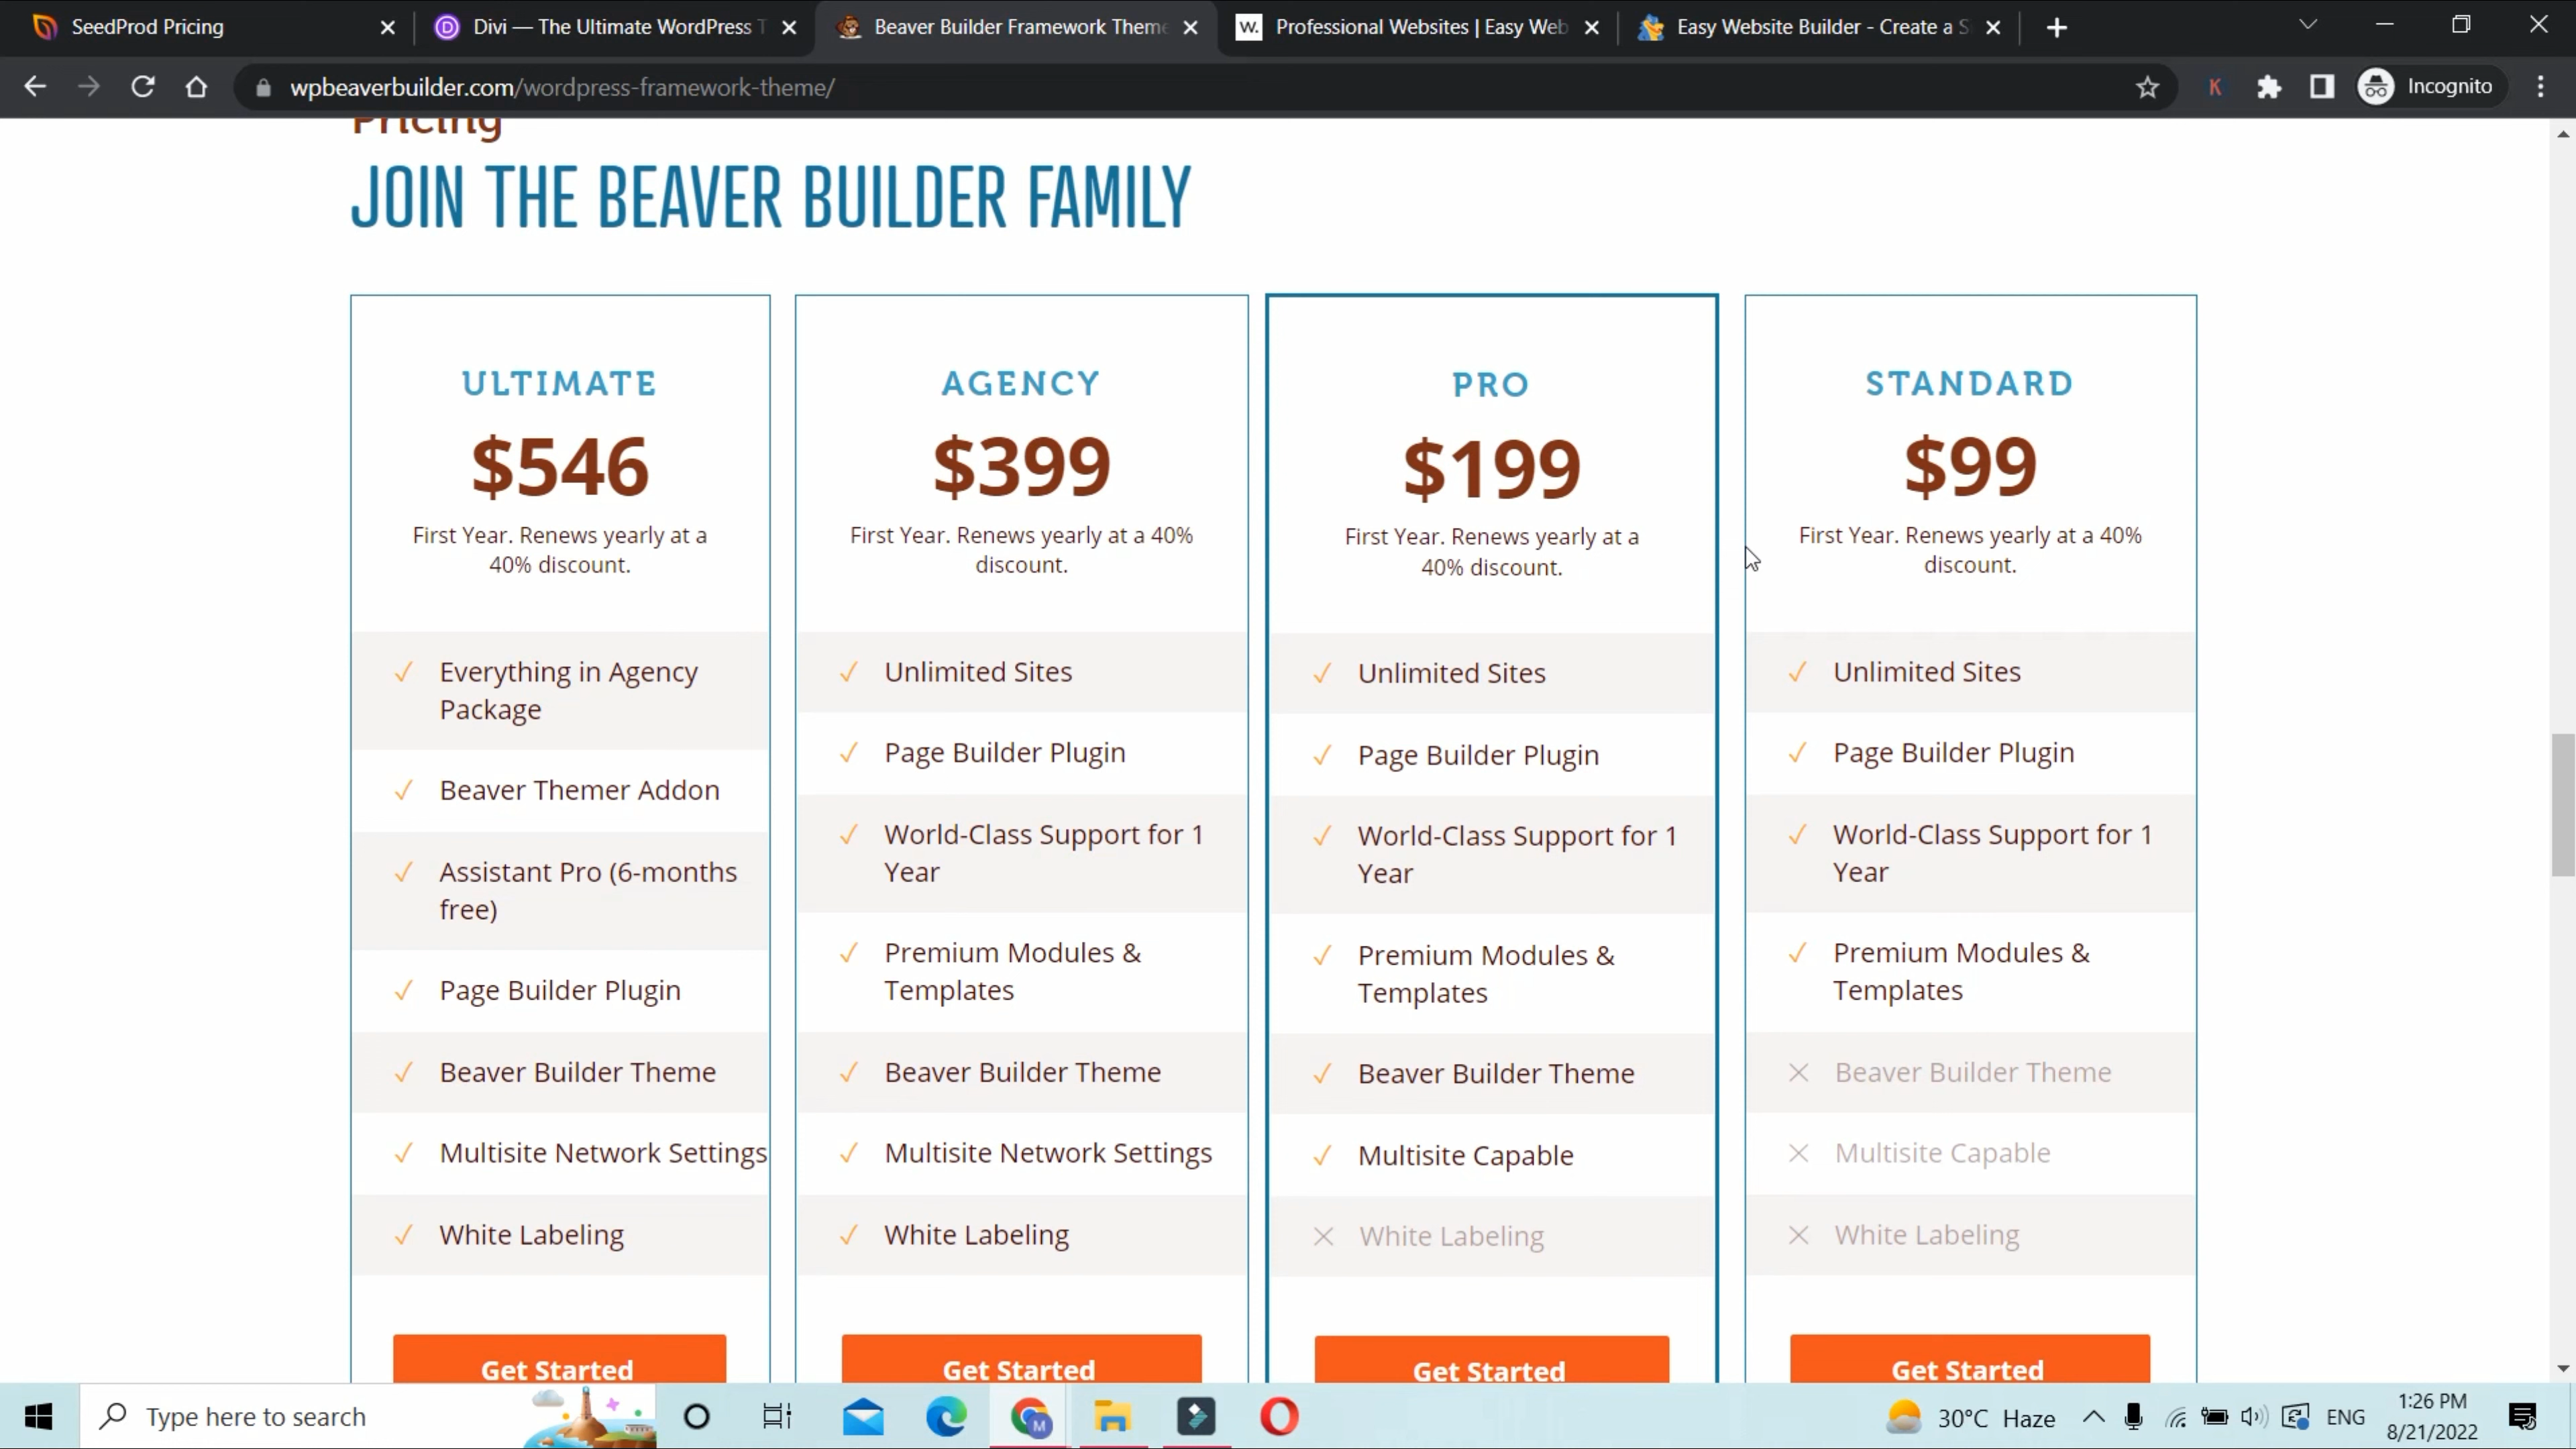 SeedProd Pricing
Divi — The Ultimate WordPress T
Beaver Builder Framework Theme
W. Professional Websites | Easy Web
Easy Website Builder - Create a S
wpbeaverbuilder.com/wordpress-framework-theme/
K
Incognito
Pricing
JOIN THE BEAVER BUILDER FAMILY
ULTIMATE
$546
First Year. Renews yearly at a
40% discount.
Everything in Agency
Package
Beaver Themer Addon
Assistant Pro (6-months
free)
Page Builder Plugin
Beaver Builder Theme
Multisite Network Settings
White Labeling
Get Started
AGENCY
$399
First Year. Renews yearly at a 40%
discount.
Unlimited Sites
Page Builder Plugin
World-Class Support for 1
Year
Premium Modules &
Templates
Beaver Builder Theme
Multisite Network Settings
White Labeling
Get Started
PRO
$199
First Year. Renews yearly at a
40% discount.
Unlimited Sites
Page Builder Plugin
World-Class Support for 1
Year
Premium Modules &
Templates
Beaver Builder Theme
Multisite Capable
White Labeling
Get Started
STANDARD
$99
First Year. Renews yearly at a 40%
discount.
Unlimited Sites
Page Builder Plugin
World-Class Support for 1
Year
Premium Modules &
Templates
Beaver Builder Theme
Multisite Capable
White Labeling
Get Started
Type here to search
M
30°C Haze
ENG
1:26 PM
8/21/2022